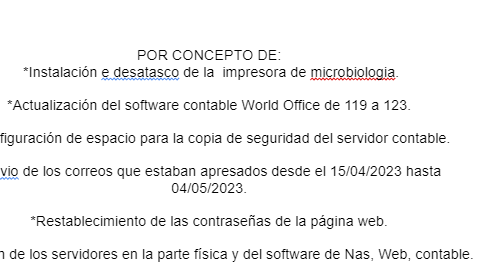 POR CONCEPTO DE:
*Instalación e desatasco de la impresora de microbiologia.
*Actualización del software contable World Office de 119 a 123.
figuración de espacio para la copia de seguridad del servidor contable.
vio de los correos que estaban apresados desde el 15/04/2023 hasta
04/05/2023.
*Restablecimiento de las contraseñas de la página web.
n de los servidores en la parte física y del software de Nas, Web, contable.